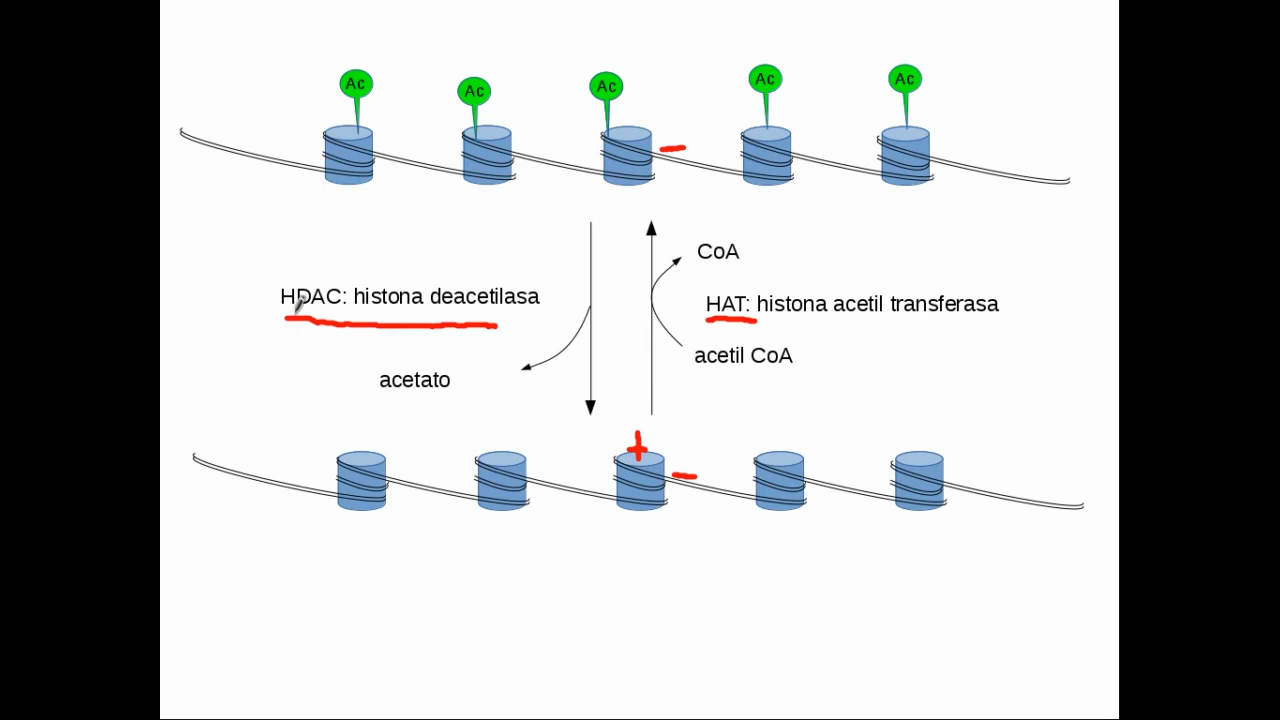 Ac
Ac
Ac
Ac
Ac
CoA
HDAC: histona deacetilasa
HAT: histona acetil transferasa
acetil CoA
acetato
+